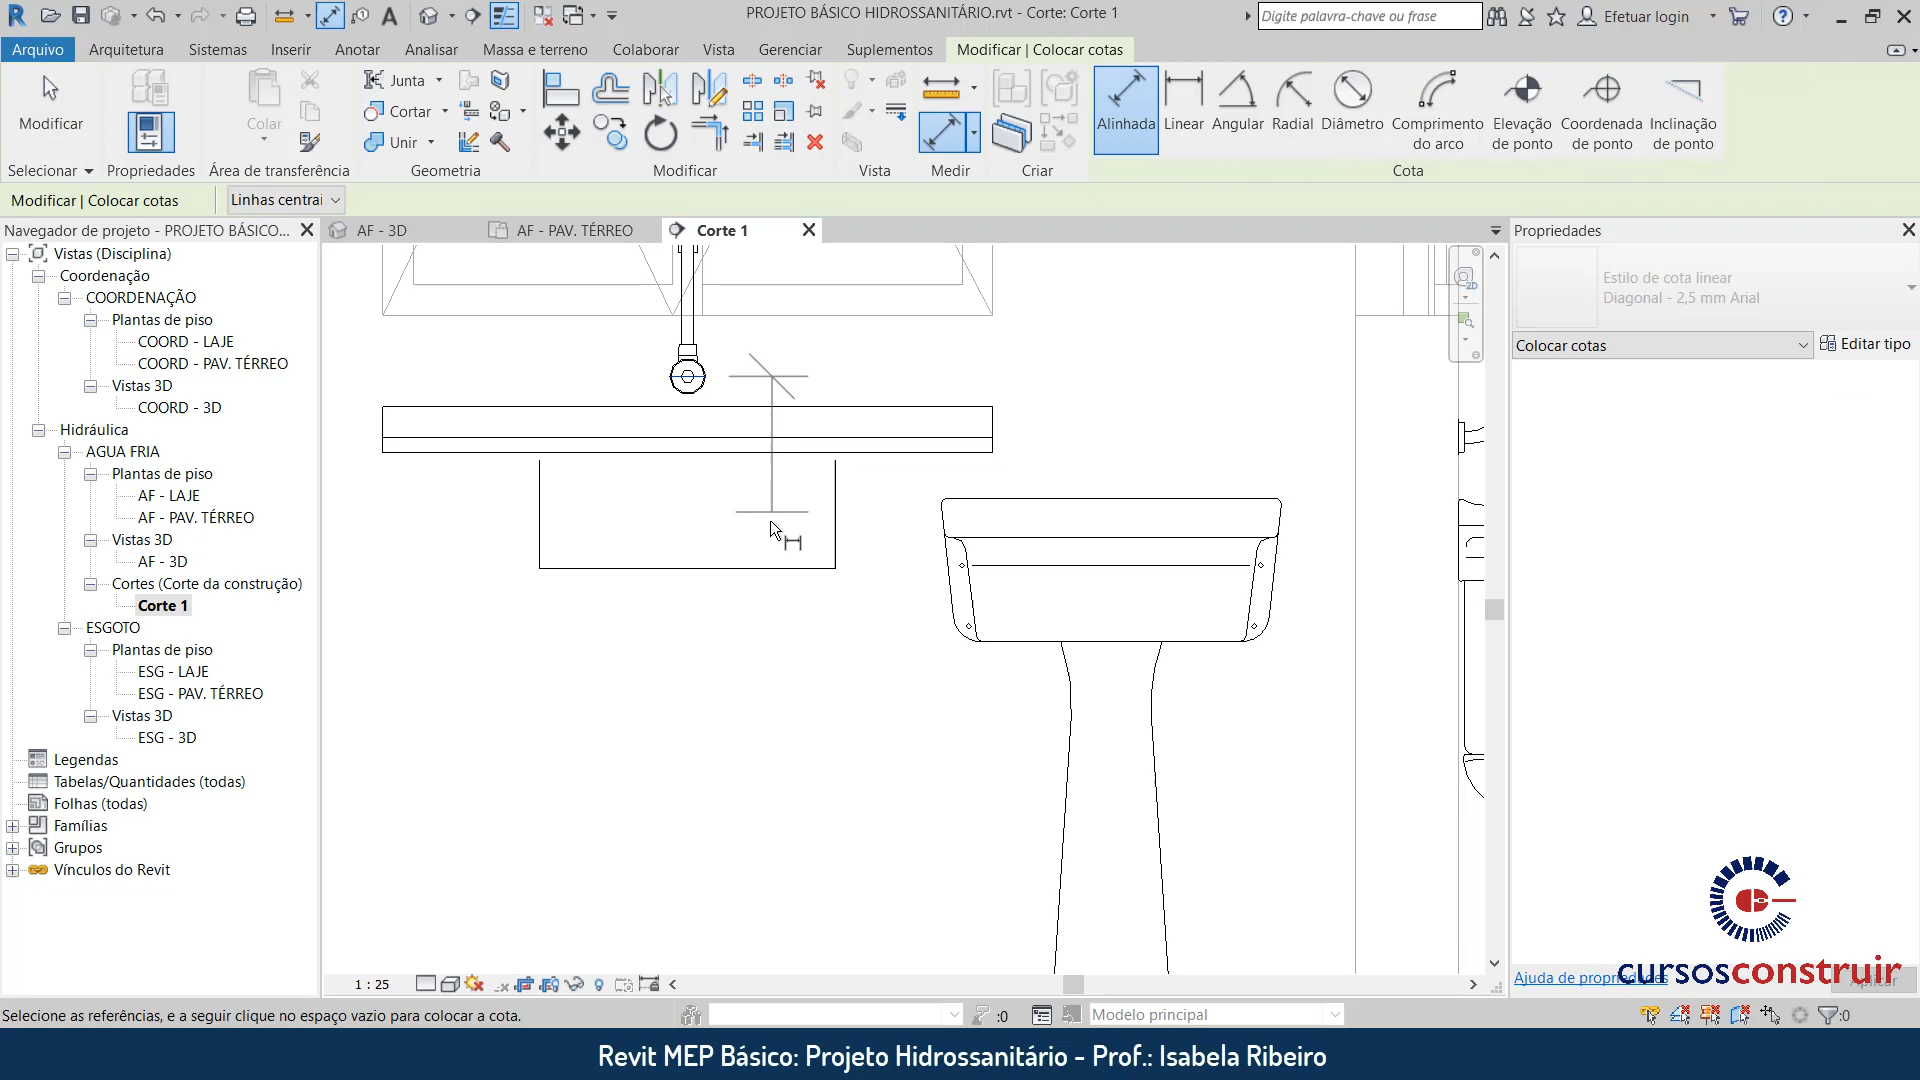 PROJETO BÁSICO HIDROSSANITÁRIO.rvt - Corte: Corte 1
Digite palavra-chave ou frase
Efetuar login
Arquivo
Arquitetura
Sistemas
Inserir
Anotar
Analisar
Massa e terreno
Colaborar
Vista
Gerenciar
Suplementos
Modificar | Colocar cotas
Modificar
Colar
Junta
Cortar
Unir
Alinhada
Linear
Angular
Radial
Diâmetro
Comprimento do arco
Elevação de ponto
Coordenada de ponto
Inclinação de ponto
Selecionar
Propriedades
Área de transferência
Geometria
Modificar
Vista
Medir
Criar
Cota
Modificar | Colocar cotas
Linhas centrai
Navegador de projeto - PROJETO BÁSICO...
AF - 3D
AF - PAV. TÉRREO
Corte 1
Propriedades
Vistas (Disciplina)
Coordenação
COORDENAÇÃO
Plantas de piso
COORD - LAJE
COORD - PAV. TÉRREO
Vistas 3D
COORD - 3D
Hidráulica
AGUA FRIA
Plantas de piso
AF - LAJE
AF - PAV. TÉRREO
Vistas 3D
AF - 3D
Cortes (Corte da construção)
Corte 1
ESGOTO
Plantas de piso
ESG - LAJE
ESG - PAV. TÉRREO
Vistas 3D
ESG - 3D
Legendas
Tabelas/Quantidades (todas)
Folhas (todas)
Famílias
Grupos
Vínculos do Revit
2D
Estilo de cota linear
Diagonal - 2,5 mm Arial
Colocar cotas
Editar tipo
1 : 25
Ajuda de propriedades
Aplicar
cursosconstruir
Selecione as referências, e a seguir clique no espaço vazio para colocar a cota.
:0
Modelo principal
:0
Revit MEP Básico: Projeto Hidrossanitário - Prof.: Isabela Ribeiro